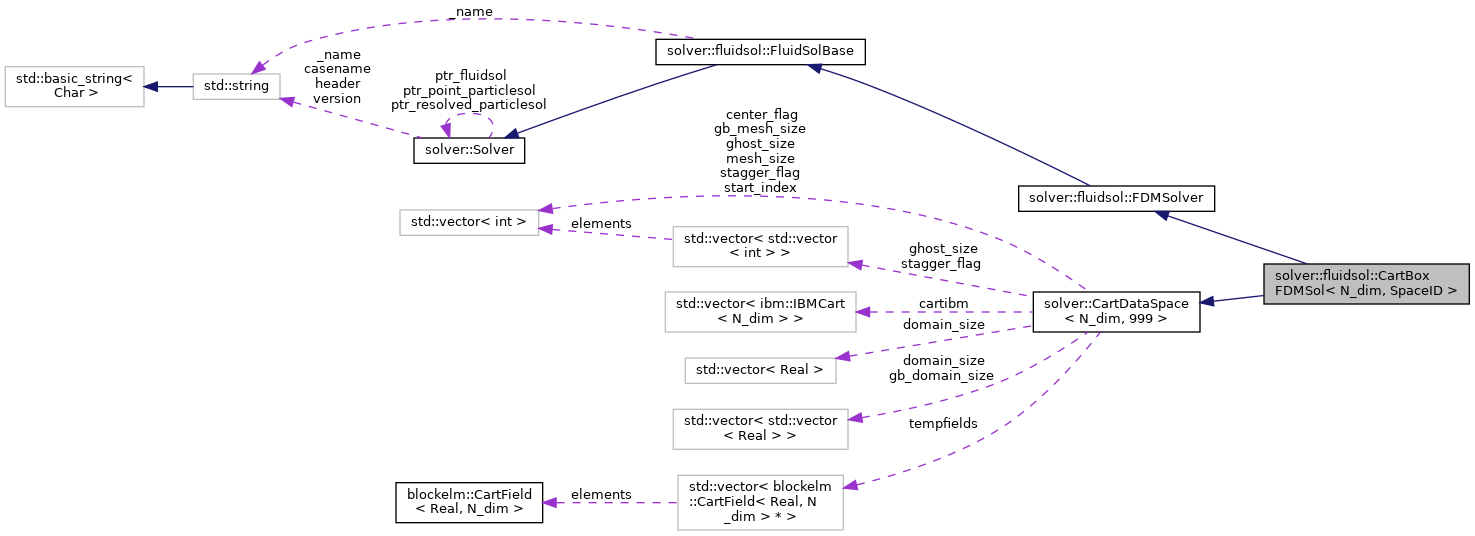 _name
solver::fluidsol::FluidSolBase
_name
casename
header
version
std::basic_string<
Char >
std::string
ptr_fluidsol
ptr_point_particlesol
ptr_resolved_particlesol
solver::Solver
center_flag
gb_mesh_size
ghost_size
mesh_size
stagger_flag
start_index
solver::fluidsol::FDMSolver
std::vector< int >
elements
std::vector< std::vector
< int > >
ghost_size
stagger_flag
solver::fluidsol::CartBox
FDMSol< N_dim, SpaceID >
std::vector< ibm::IBMCart
< N_dim > >
cartibm
solver::CartDataSpace
< N_dim, 999 >
domain_size
std::vector< Real >
domain_size
gb_domain_size
std::vector< std::vector
< Real > >
tempfields
blockelm::CartField
< Real, N_dim >
elements
std::vector< blockelm
::CartField< Real, N
_dim > * >